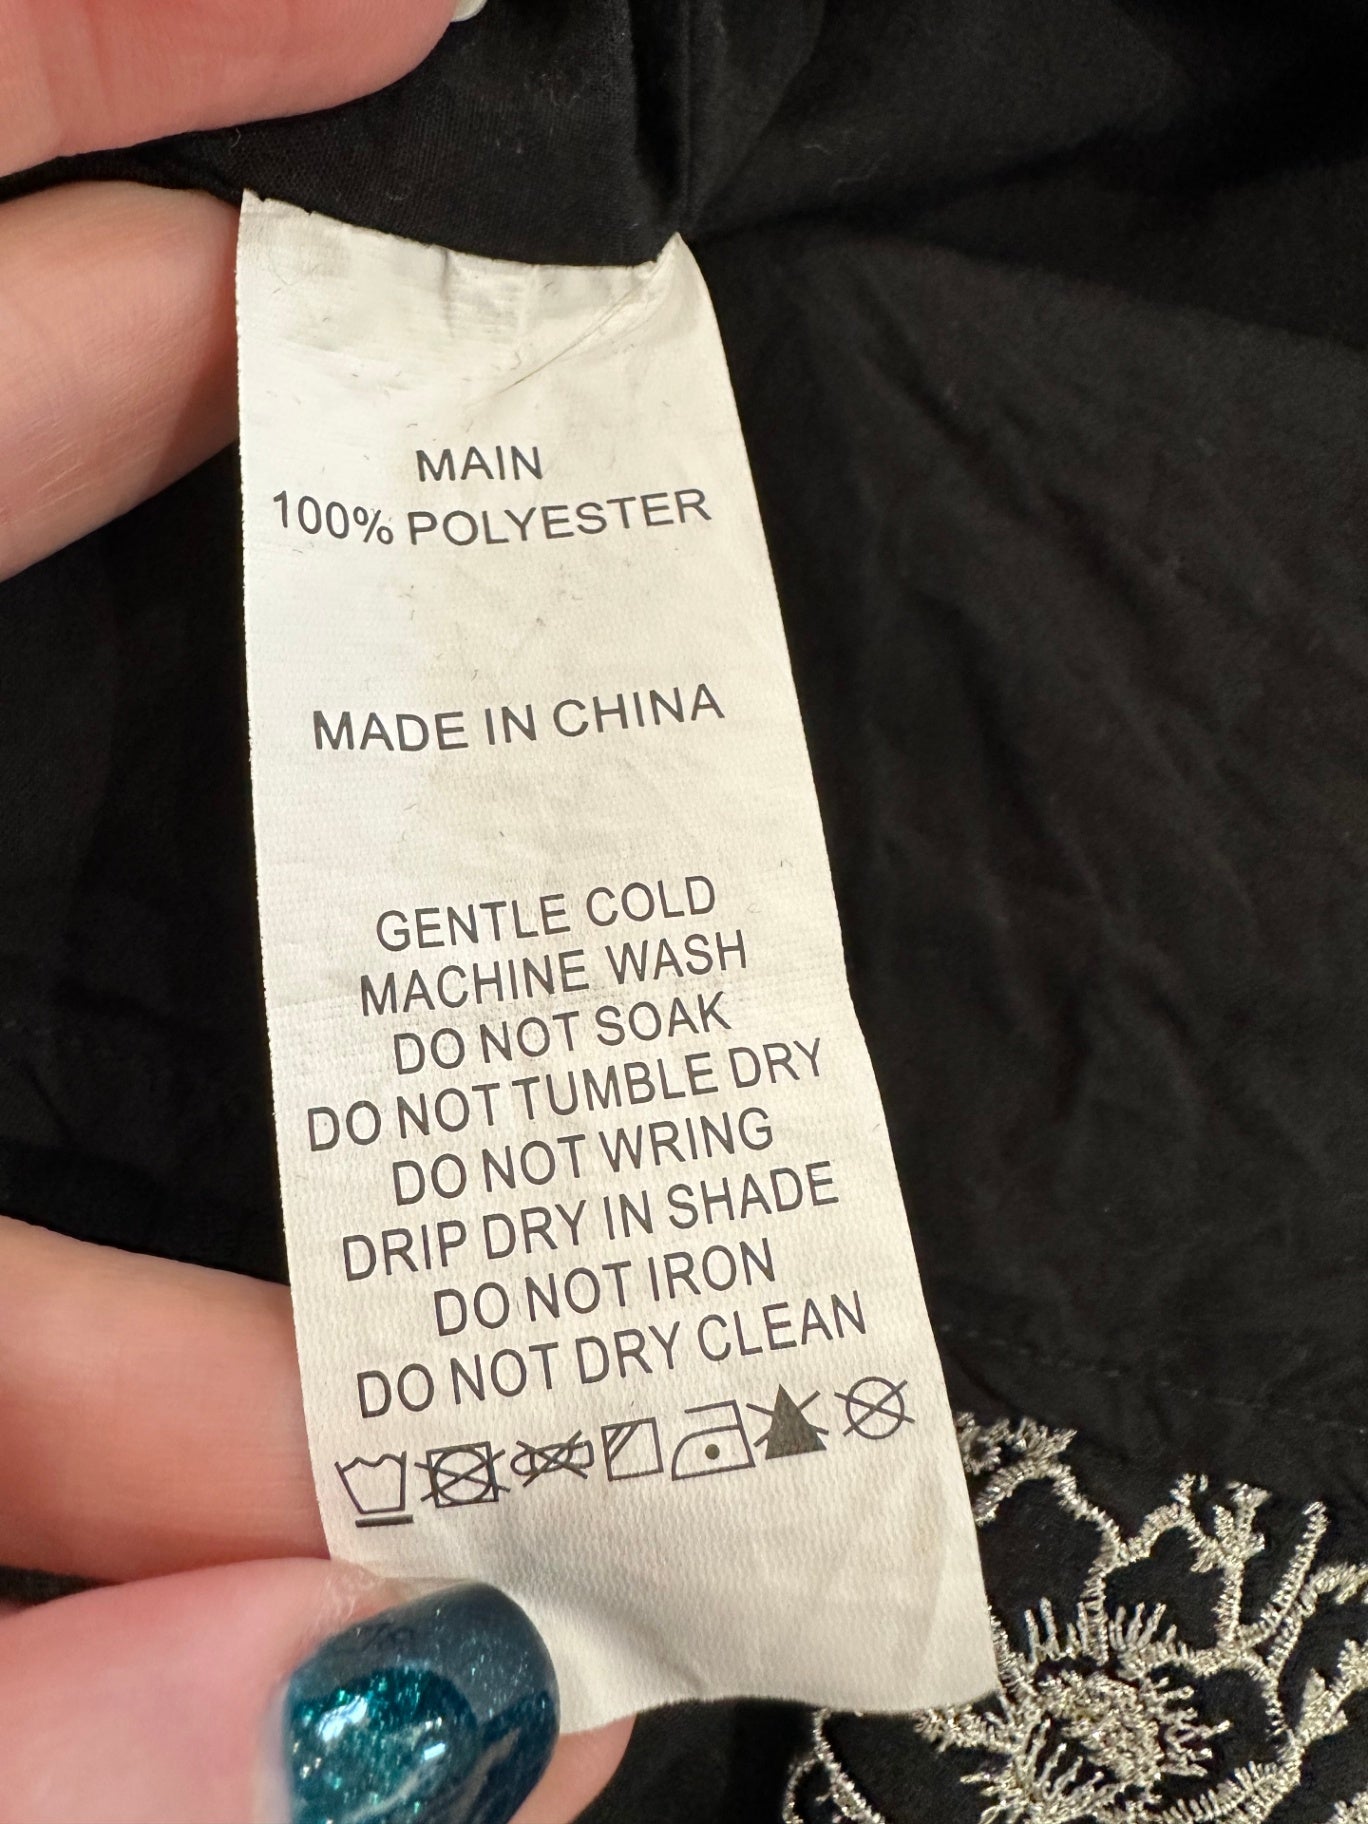 MAIN
100% POLYESTER
MADE IN CHINA
GENTLE COLD
MACHINE WASH
DO NOT SOAK
DO NOT TUMBLE DRY
DO NOT WRING
DRIP DRY IN SHADE
DO NOT IRON
DO NOT DRY CLEAN